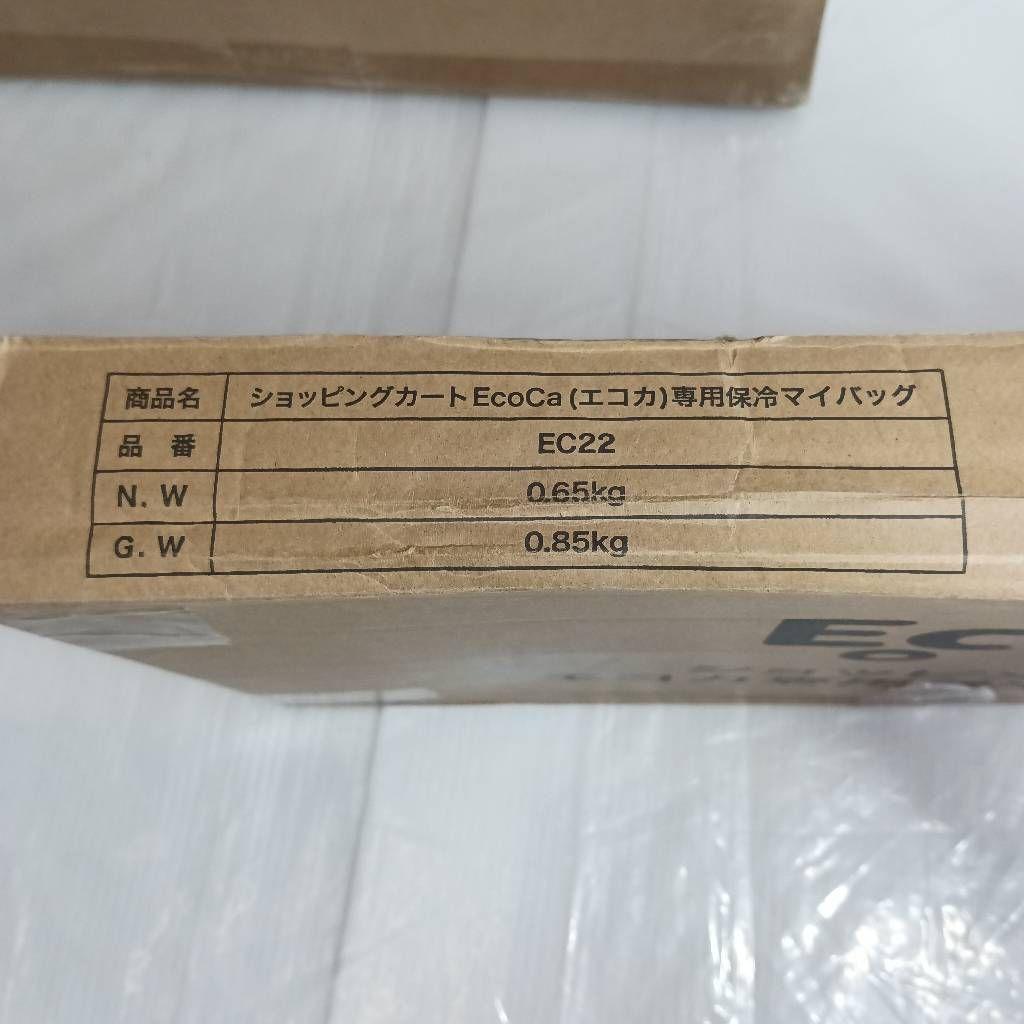 商品名 ショッピングカートEcoCa(エコカ)専用保冷マイバッグ
品 番 EC22
N. W 0.65kg
G. W 0.85kg
EcoC